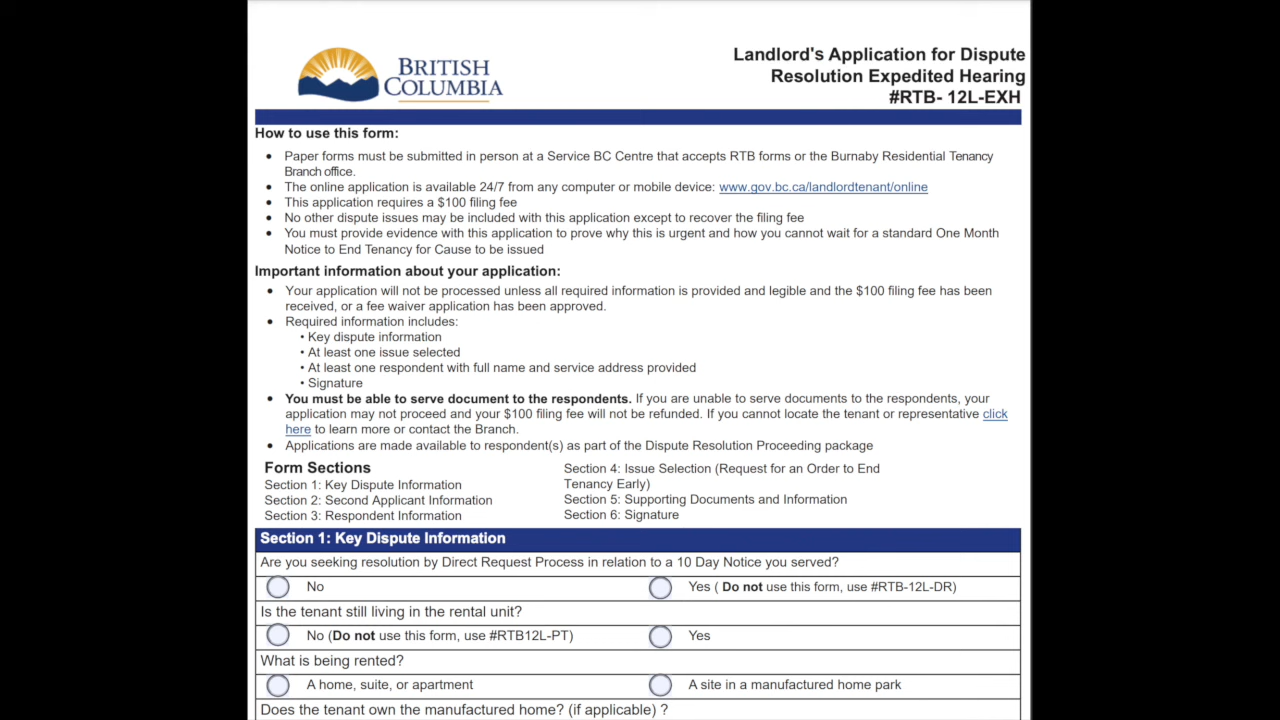 BRITISH
COLUMBIA
Landlord's Application for Dispute
Resolution Expedited Hearing
#RTB- 12L-EXH
How to use this form:
• Paper forms must be submitted in person at a Service BC Centre that accepts RTB forms or the Burnaby Residential Tenancy
Branch office.
• The online application is available 24/7 from any computer or mobile device: www.gov.bc.ca/landlordtenant/online
• This application requires a $100 filing fee
• No other dispute issues may be included with this application except to recover the filing fee
• You must provide evidence with this application to prove why this is urgent and how you cannot wait for a standard One Month
Notice to End Tenancy for Cause to be issued
Important information about your application:
• Your application will not be processed unless all required information is provided and legible and the $100 filing fee has been
received, or a fee waiver application has been approved.
• Required information includes:
• Key dispute information
• At least one issue selected
• At least one respondent with full name and service address provided
• Signature
• You must be able to serve document to the respondents. If you are unable to serve documents to the respondents, your
application may not proceed and your $100 filing fee will not be refunded. If you cannot locate the tenant or representative click
here to learn more or contact the Branch.
• Applications are made available to respondent(s) as part of the Dispute Resolution Proceeding package
Form Sections
Section 1: Key Dispute Information
Section 2: Second Applicant Information
Section 3: Respondent Information
Section 4: Issue Selection (Request for an Order to End
Tenancy Early)
Section 5: Supporting Documents and Information
Section 6: Signature
Section 1: Key Dispute Information
Are you seeking resolution by Direct Request Process in relation to a 10 Day Notice you served?
No
Yes ( Do not use this form, use #RTB-12L-DR)
Is the tenant still living in the rental unit?
No (Do not use this form, use #RTB12L-PT)
Yes
What is being rented?
A home, suite, or apartment
A site in a manufactured home park
Does the tenant own the manufactured home? (if applicable) ?